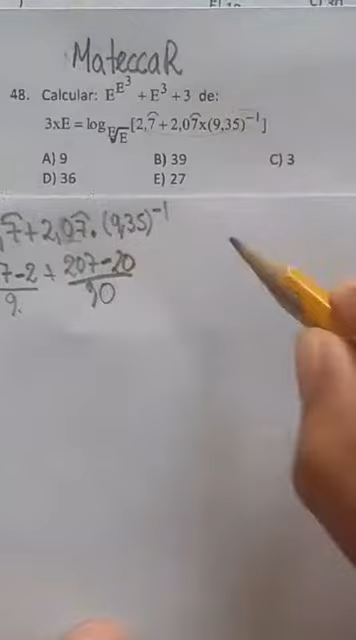 MateccaR
48. Calcular: E^E^3 + E^3 + 3 de:
3xE = log_{\sqrt[E]{E}} [2,7̂ + 2,07̂x(9,35)^{-1}]
A) 9 B) 39 C) 3
D) 36 E) 27
,7̂ + 2,07̂ . (9,35)^{-1}
7-2 + 207-20
9 90